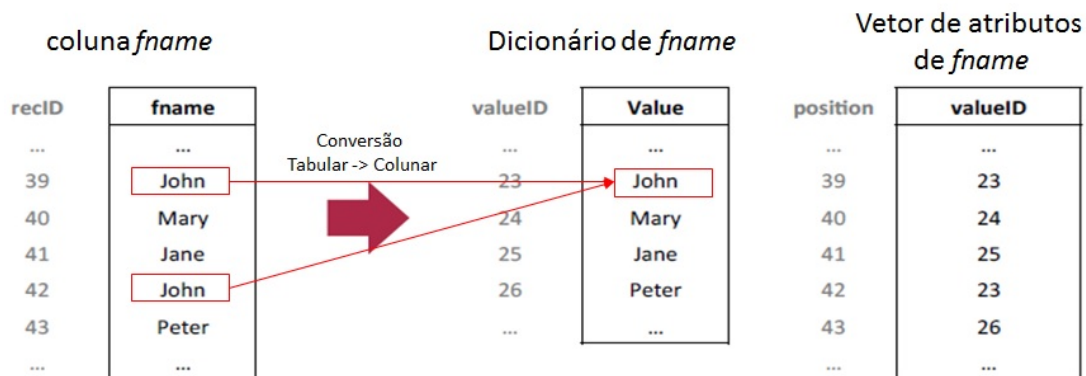 coluna fname
Dicionário de fname
Vetor de atributos
de fname
recID fname
... ...
39 John
40 Mary
41 Jane
42 John
43 Peter
... ...
Conversão
Tabular -> Colunar
valueID Value
... ...
23 John
24 Mary
25 Jane
26 Peter
... ...
position valueID
... ...
39 23
40 24
41 25
42 23
43 26
... ...